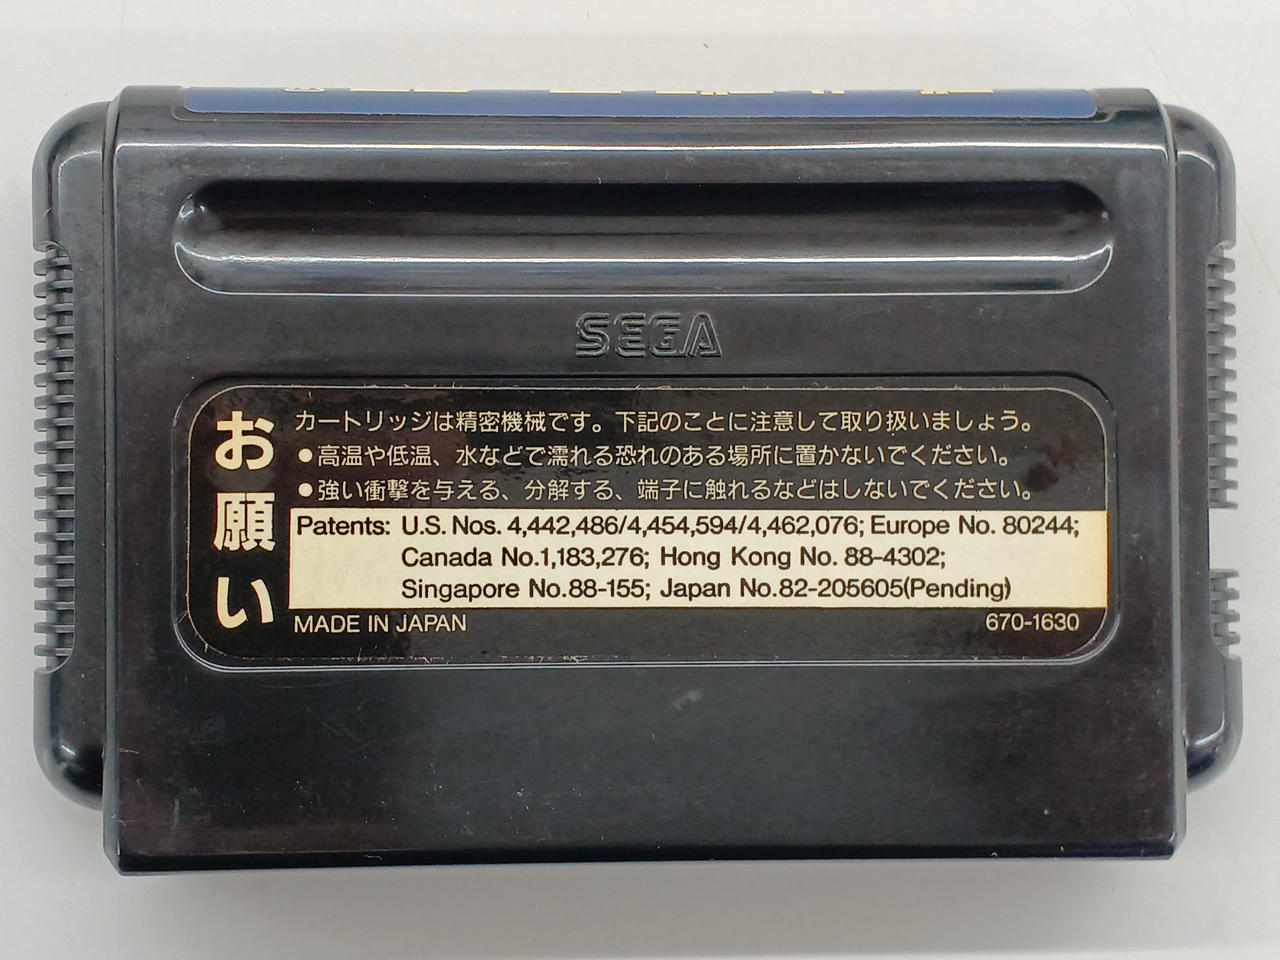 SEGA
お願い
カートリッジは精密機械です。下記のことに注意して取り扱いましょう。
●高温や低温、水などで濡れる恐れのある場所に置かないでください。
●強い衝撃を与える、分解する、端子に触れるなどはしないでください。
Patents: U.S. Nos. 4,442,486/4,454,594/4,462,076; Europe No. 80244;
Canada No.1,183,276; Hong Kong No. 88-4302;
Singapore No.88-155; Japan No.82-205605(Pending)
MADE IN JAPAN 670-1630